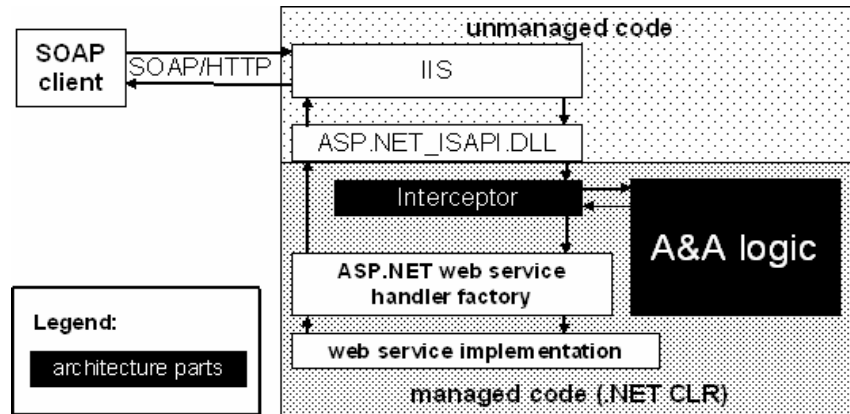 unmanaged code
SOAP
client
SOAP/HTTP
IIS
ASP.NET_ISAPI.DLL
Interceptor
A&A logic
ASP.NET web service
handler factory
Legend:
architecture parts
web service implementation
managed code (.NET CLR)